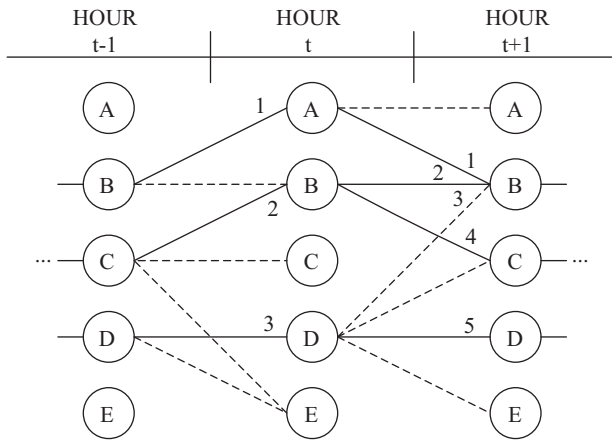 HOUR HOUR HOUR
t-1 t t+1
A 1 A A
1
B B 2 B
2 3
4
... C C C ...
D 3 D 5 D
E E E